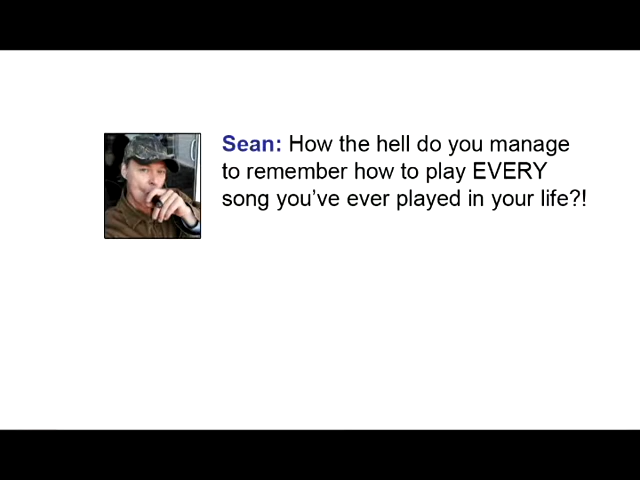 Sean: How the hell do you manage
to remember how to play EVERY
song you’ve ever played in your life?!